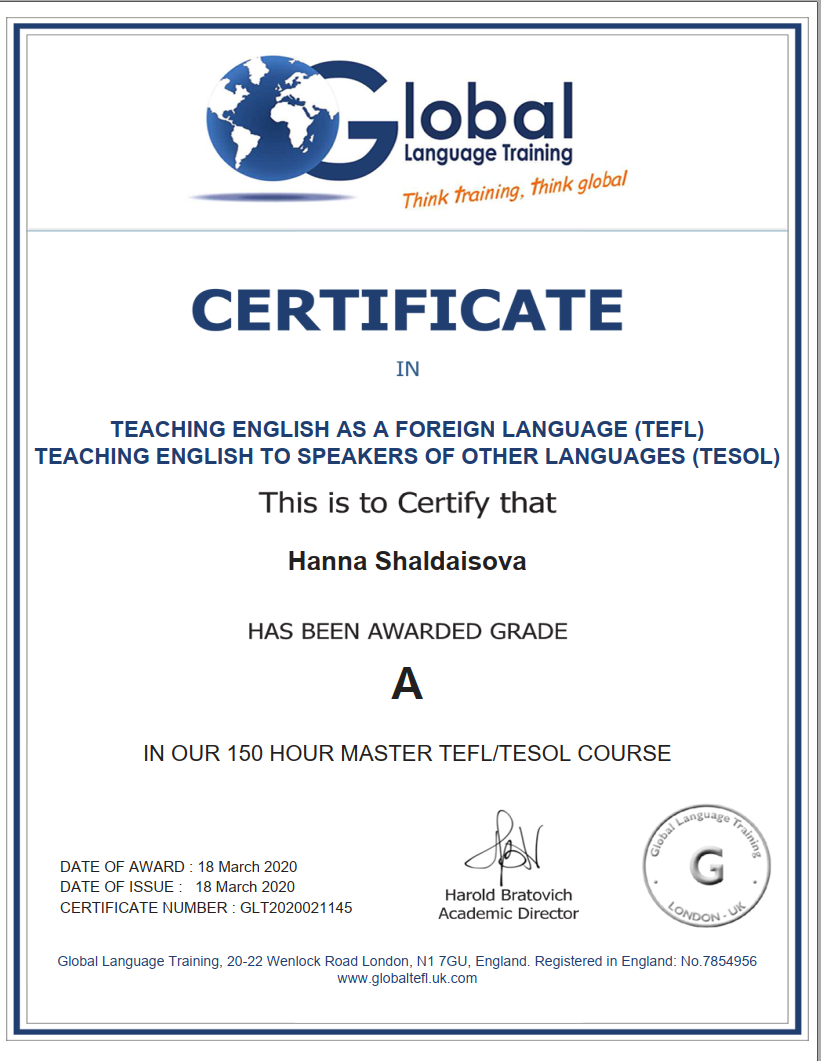 Global
Language Training
Think training, think global
CERTIFICATE
IN
TEACHING ENGLISH AS A FOREIGN LANGUAGE (TEFL)
TEACHING ENGLISH TO SPEAKERS OF OTHER LANGUAGES (TESOL)
This is to Certify that
Hanna Shaldaisova
HAS BEEN AWARDED GRADE
A
IN OUR 150 HOUR MASTER TEFL/TESOL COURSE
DATE OF AWARD : 18 March 2020
DATE OF ISSUE : 18 March 2020
CERTIFICATE NUMBER : GLT2020021145
Harold Bratovich
Academic Director
Global Language Training
G
LONDON - UK
Global Language Training, 20-22 Wenlock Road London, N1 7GU, England. Registered in England: No.7854956
www.globaltefl.uk.com